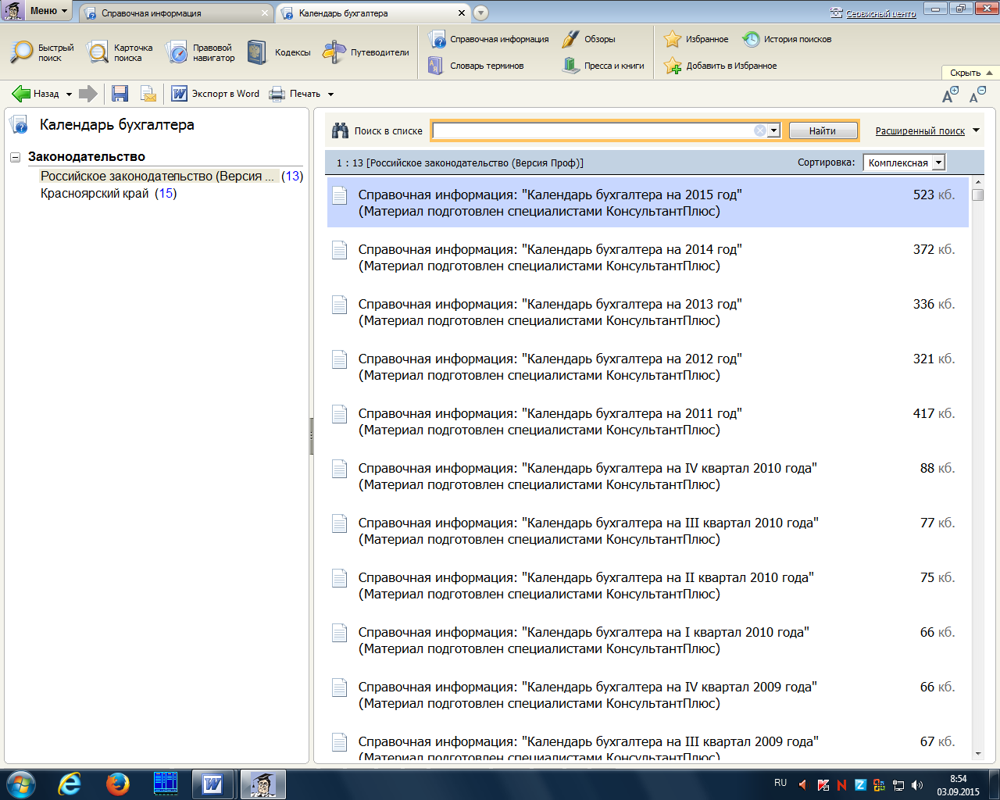 Меню
Справочная информация
Календарь бухгалтера
Сервисный центр
Быстрый
поиск
Карточка
поиска
Правовой
навигатор
Кодексы
Путеводители
Справочная информация
Словарь терминов
Обзоры
Пресса и книги
Избранное
История поисков
Добавить в Избранное
Скрыть
Назад
Экспорт в Word
Печать
Календарь бухгалтера
Законодательство
Российское законодательство (Версия ... (13)
Красноярский край (15)
Поиск в списке
Найти
Расширенный поиск
1 : 13 [Российское законодательство (Версия Проф)]
Сортировка: Комплексная
Справочная информация: "Календарь бухгалтера на 2015 год" 523 кб.
(Материал подготовлен специалистами КонсультантПлюс)
Справочная информация: "Календарь бухгалтера на 2014 год" 372 кб.
(Материал подготовлен специалистами КонсультантПлюс)
Справочная информация: "Календарь бухгалтера на 2013 год" 336 кб.
(Материал подготовлен специалистами КонсультантПлюс)
Справочная информация: "Календарь бухгалтера на 2012 год" 321 кб.
(Материал подготовлен специалистами КонсультантПлюс)
Справочная информация: "Календарь бухгалтера на 2011 год" 417 кб.
(Материал подготовлен специалистами КонсультантПлюс)
Справочная информация: "Календарь бухгалтера на IV квартал 2010 года" 88 кб.
(Материал подготовлен специалистами КонсультантПлюс)
Справочная информация: "Календарь бухгалтера на III квартал 2010 года" 77 кб.
(Материал подготовлен специалистами КонсультантПлюс)
Справочная информация: "Календарь бухгалтера на II квартал 2010 года" 75 кб.
(Материал подготовлен специалистами КонсультантПлюс)
Справочная информация: "Календарь бухгалтера на I квартал 2010 года" 66 кб.
(Материал подготовлен специалистами КонсультантПлюс)
Справочная информация: "Календарь бухгалтера на IV квартал 2009 года" 66 кб.
(Материал подготовлен специалистами КонсультантПлюс)
Справочная информация: "Календарь бухгалтера на III квартал 2009 года" 67 кб.
(Материал подготовлен специалистами КонсультантПлюс)
RU
8:54
03.09.2015